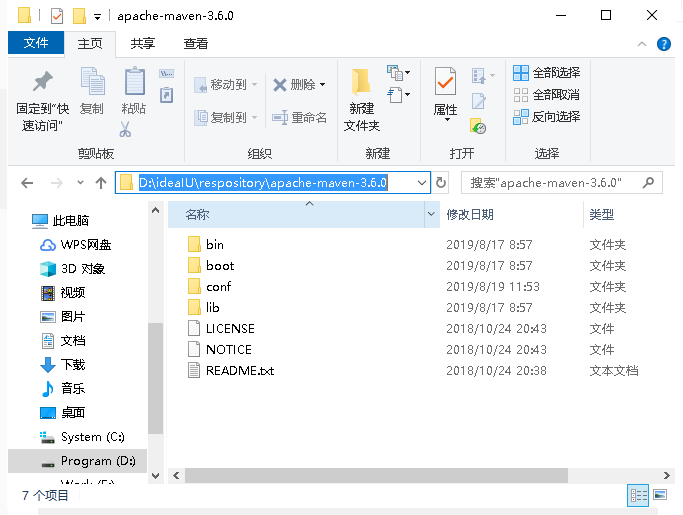 apache-maven-3.6.0
文件 主页 共享 查看
固定到"快速访问" 复制 粘贴 移动到 复制到 删除 重命名 新建文件夹 属性 打开 全部选择 全部取消 反向选择
剪贴板 组织 新建 打开 选择
D:\ideaIU\respository\apache-maven-3.6.0 搜索"apache-maven-3.6.0"
名称 修改日期 类型
此电脑
WPS网盘
3D 对象
视频
图片
文档
下载
音乐
桌面
System (C:)
Program (D:)
bin 2019/8/17 8:57 文件夹
boot 2019/8/17 8:57 文件夹
conf 2019/8/19 11:53 文件夹
lib 2019/8/17 8:57 文件夹
LICENSE 2018/10/24 20:43 文件
NOTICE 2018/10/24 20:43 文件
README.txt 2018/10/24 20:38 文本文档
7 个项目